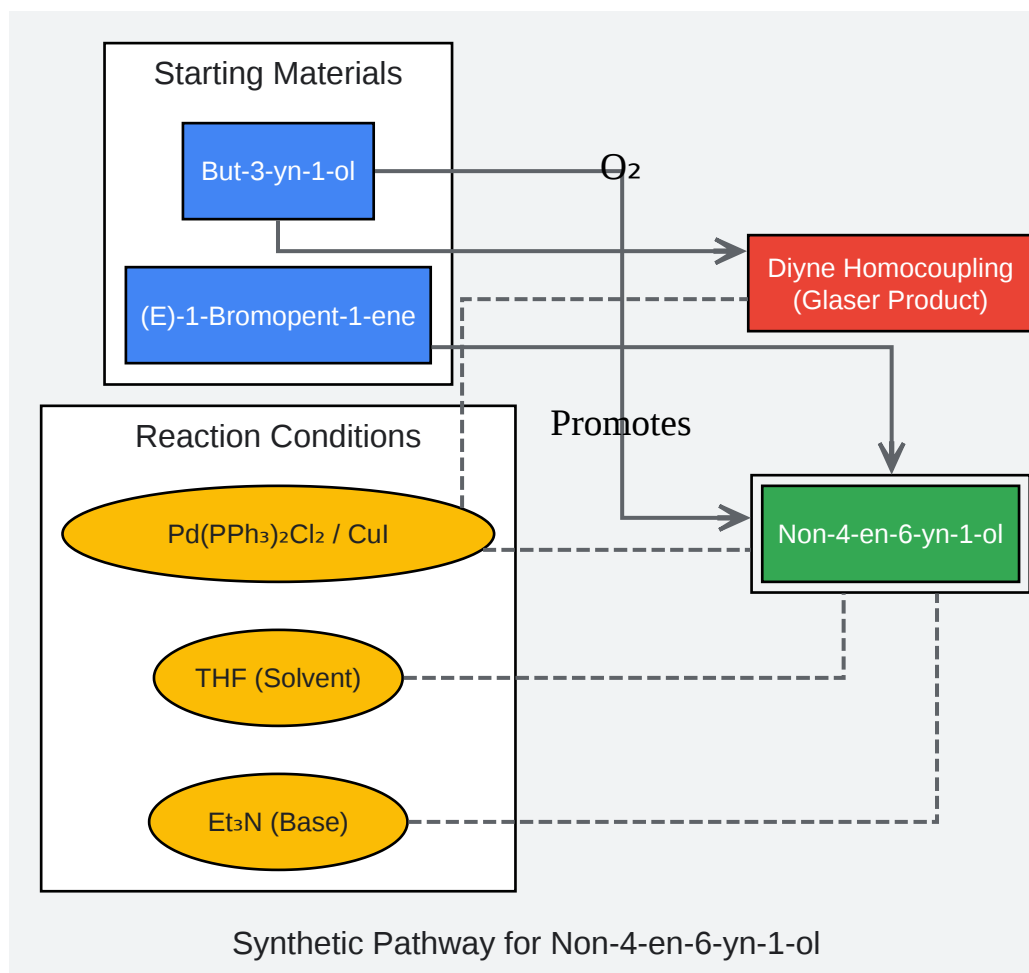 Starting Materials
But-3-yn-1-ol
O₂
(E)-1-Bromopent-1-ene
Diyne Homocoupling
(Glaser Product)
Promotes
Reaction Conditions
Pd(PPh₃)₂Cl₂ / CuI
Non-4-en-6-yn-1-ol
THF (Solvent)
Et₃N (Base)
Synthetic Pathway for Non-4-en-6-yn-1-ol